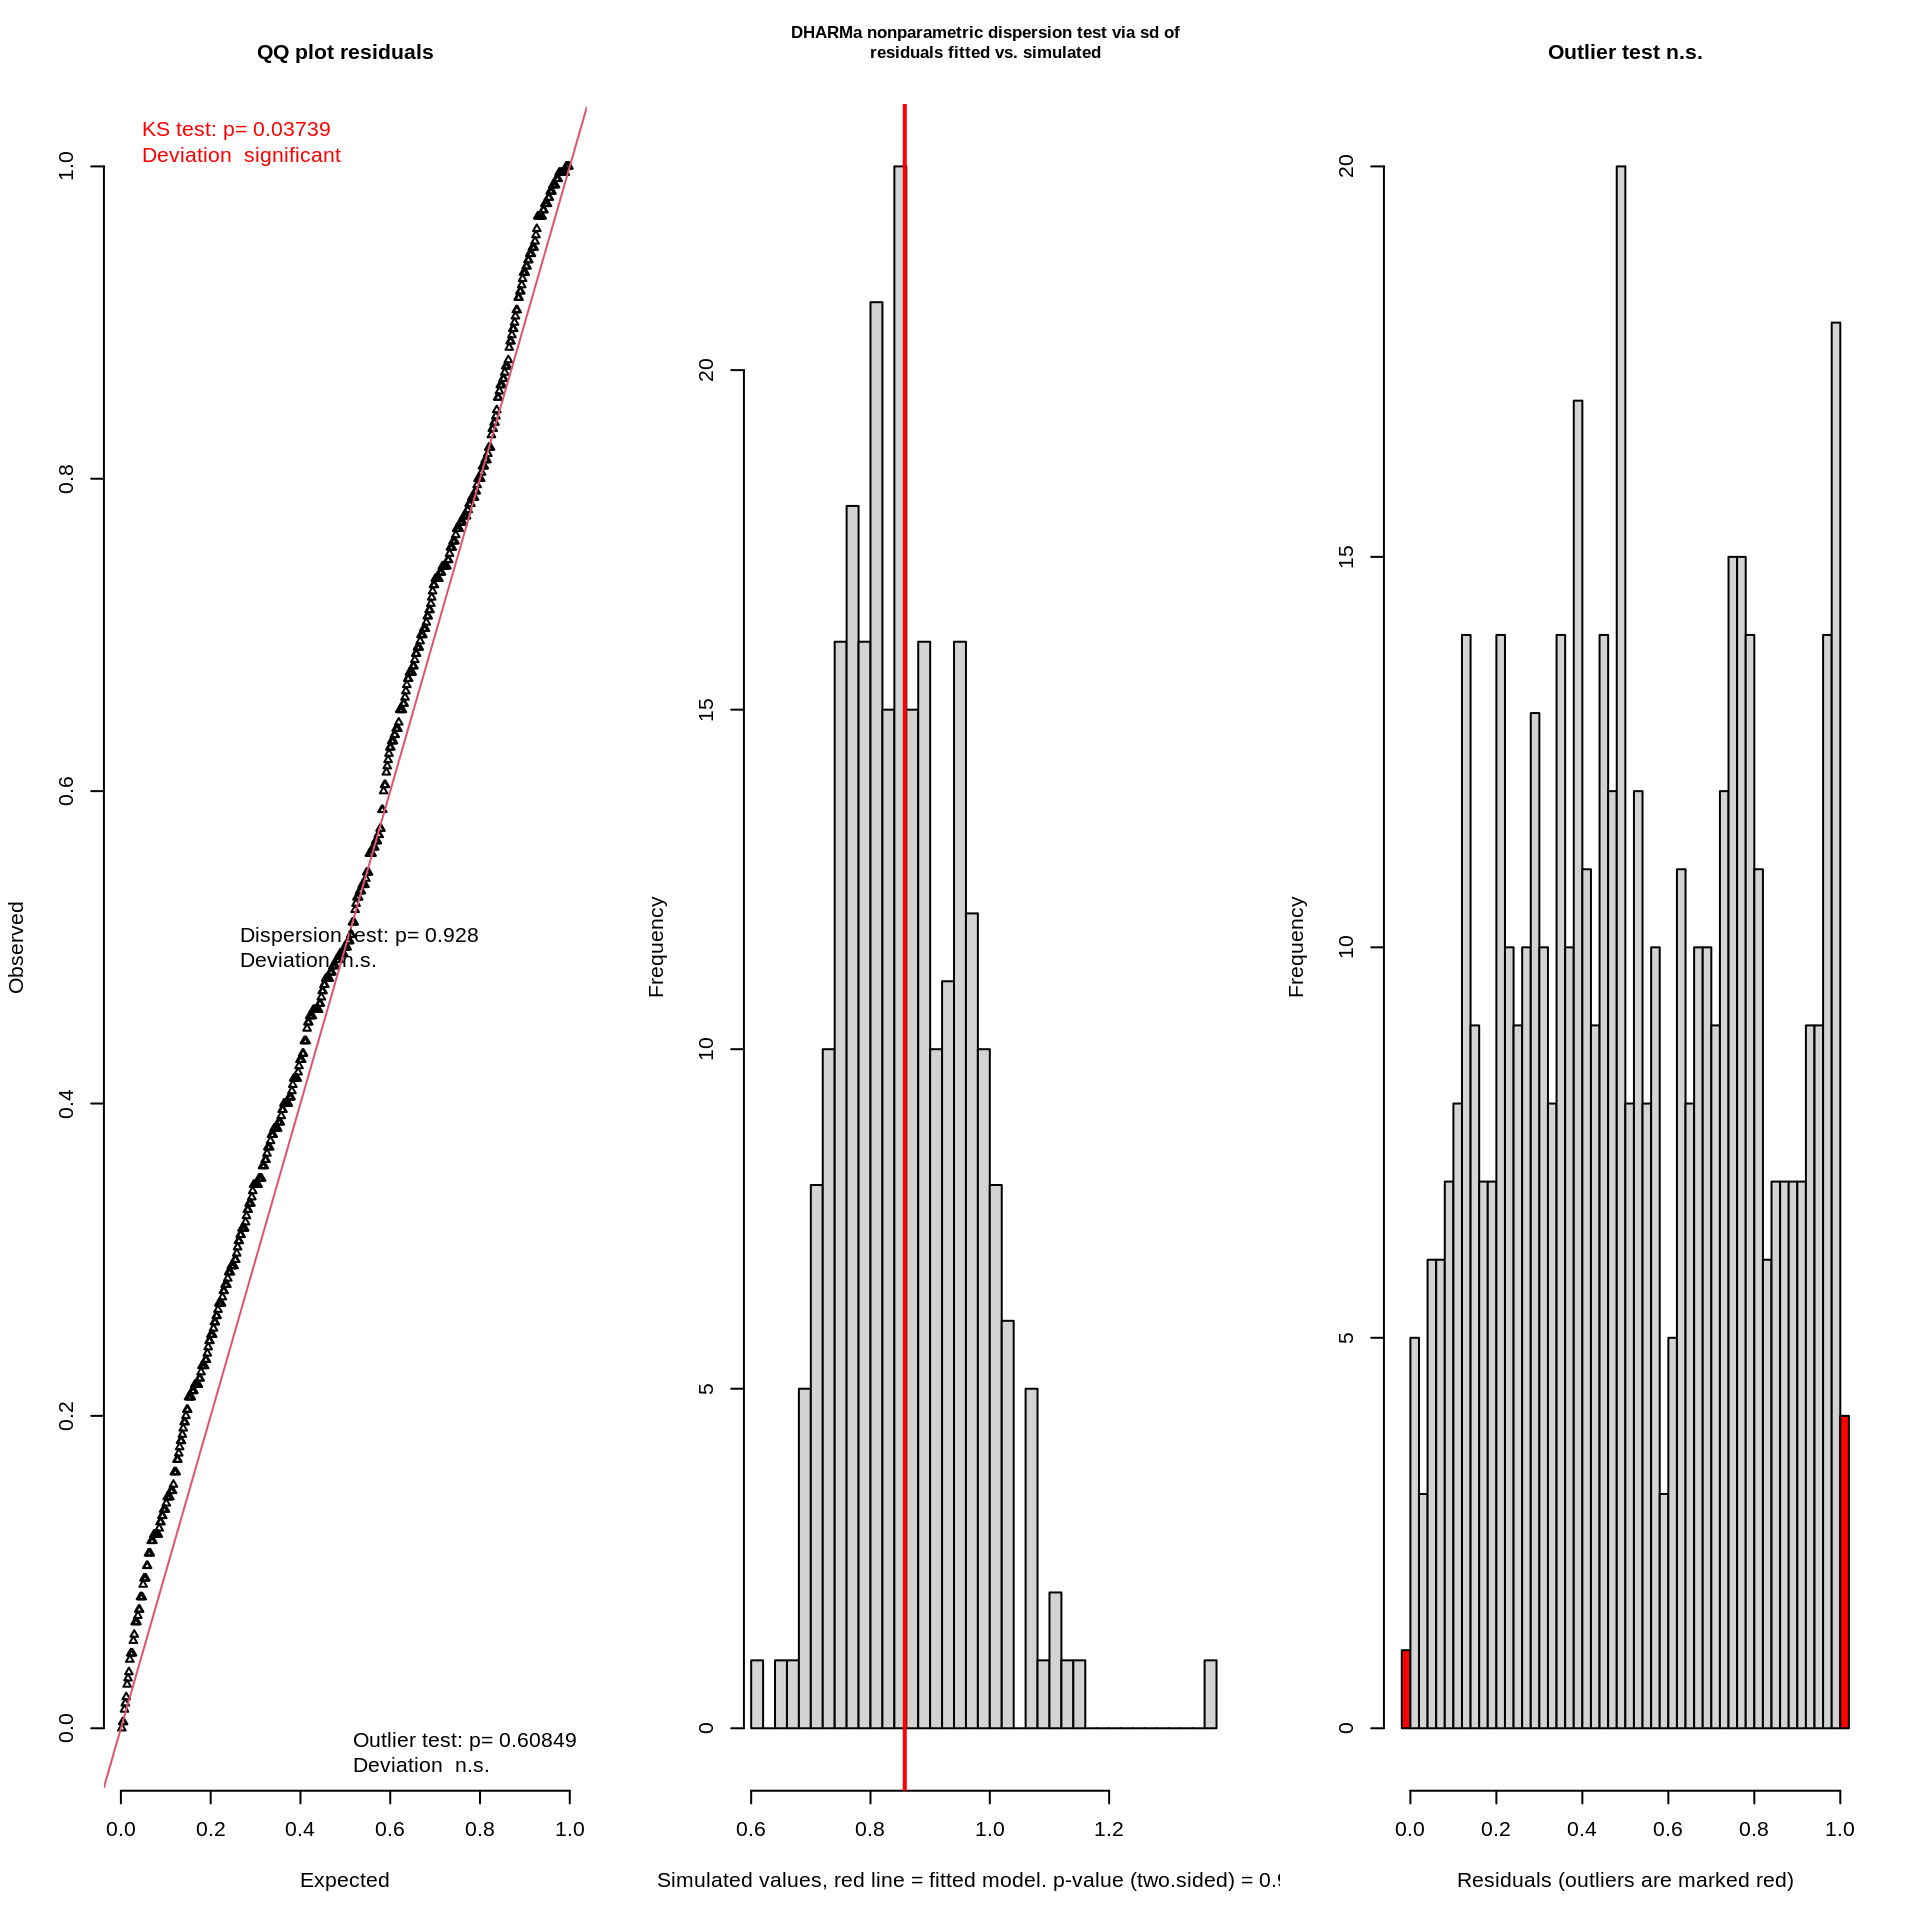 QQ plot residuals
KS test: p= 0.03739
Deviation  significant
Dispersion test: p= 0.928
Deviation  n.s.
Outlier test: p= 0.60849
Deviation  n.s.
Observed
0.0
0.2
0.4
0.6
0.8
1.0
0.0 0.2 0.4 0.6 0.8 1.0
Expected
DHARMa nonparametric dispersion test via sd of
residuals fitted vs. simulated
Frequency
0
5
10
15
20
0.6 0.8 1.0 1.2
Simulated values, red line = fitted model. p-value (two.sided) =
Outlier test n.s.
Frequency
0
5
10
15
20
0.0 0.2 0.4 0.6 0.8 1.0
Residuals (outliers are marked red)